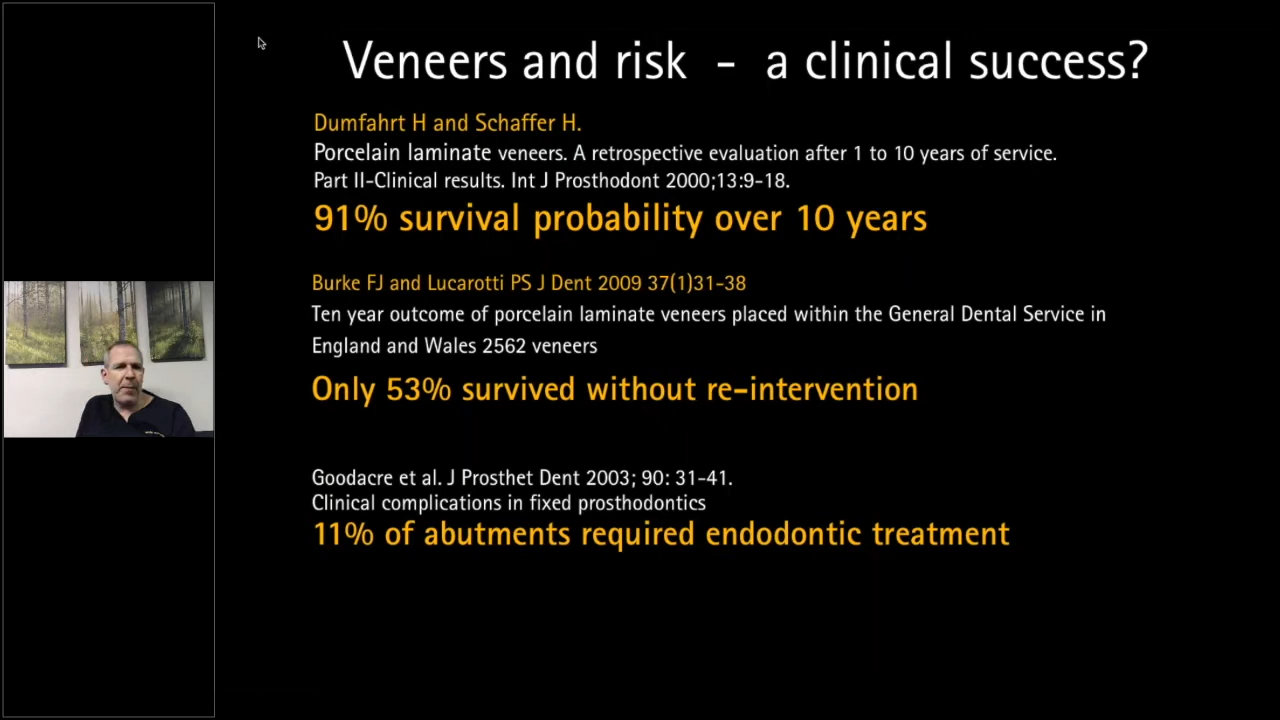 Veneers and risk - a clinical success?
Dumfahrt H and Schaffer H.
Porcelain laminate veneers. A retrospective evaluation after 1 to 10 years of service.
Part II-Clinical results. Int J Prosthodont 2000;13:9-18.
91% survival probability over 10 years
Burke FJ and Lucarotti PS J Dent 2009 37(1)31-38
Ten year outcome of porcelain laminate veneers placed within the General Dental Service in
England and Wales 2562 veneers
Only 53% survived without re-intervention
Goodacre et al. J Prosthet Dent 2003; 90: 31-41.
Clinical complications in fixed prosthodontics
11% of abutments required endodontic treatment